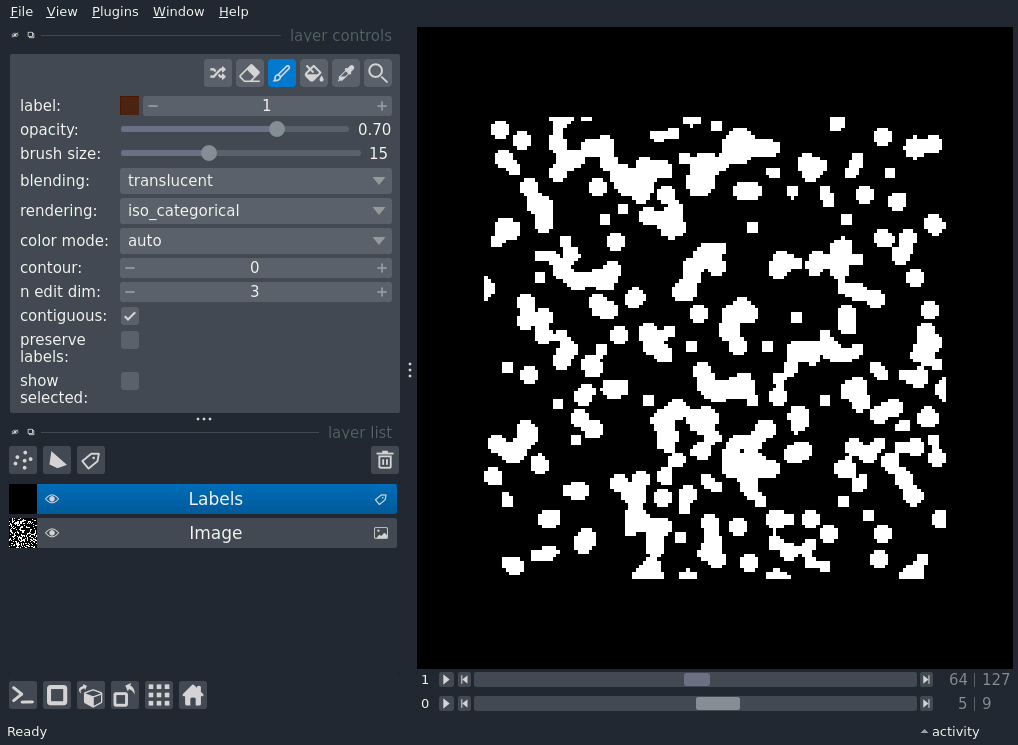 File View Plugins Window Help
layer controls
label: 1
opacity: 0.70
brush size: 15
blending: translucent
rendering: iso_categorical
color mode: auto
contour: 0
n edit dim: 3
contiguous:
preserve
labels:
show
selected:
layer list
Labels
Image
1 64 | 127
0 5 | 9
Ready activity